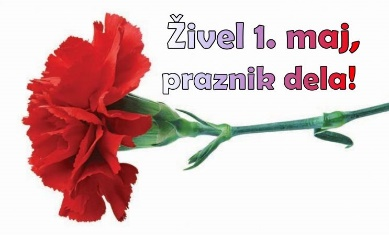 Živel 1. maj,
praznik dela!